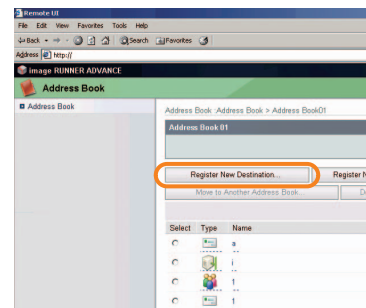 Remote UI
File Edit View Favorites Tools Help
Back Search Favorites
Address http://
image RUNNER ADVANCE
Address Book
Address Book
Address Book :Address Book > Address Book01
Address Book 01
Register New Destination... Register N
Move to Another Address Book... D
Select Type Name
a
i
1
1